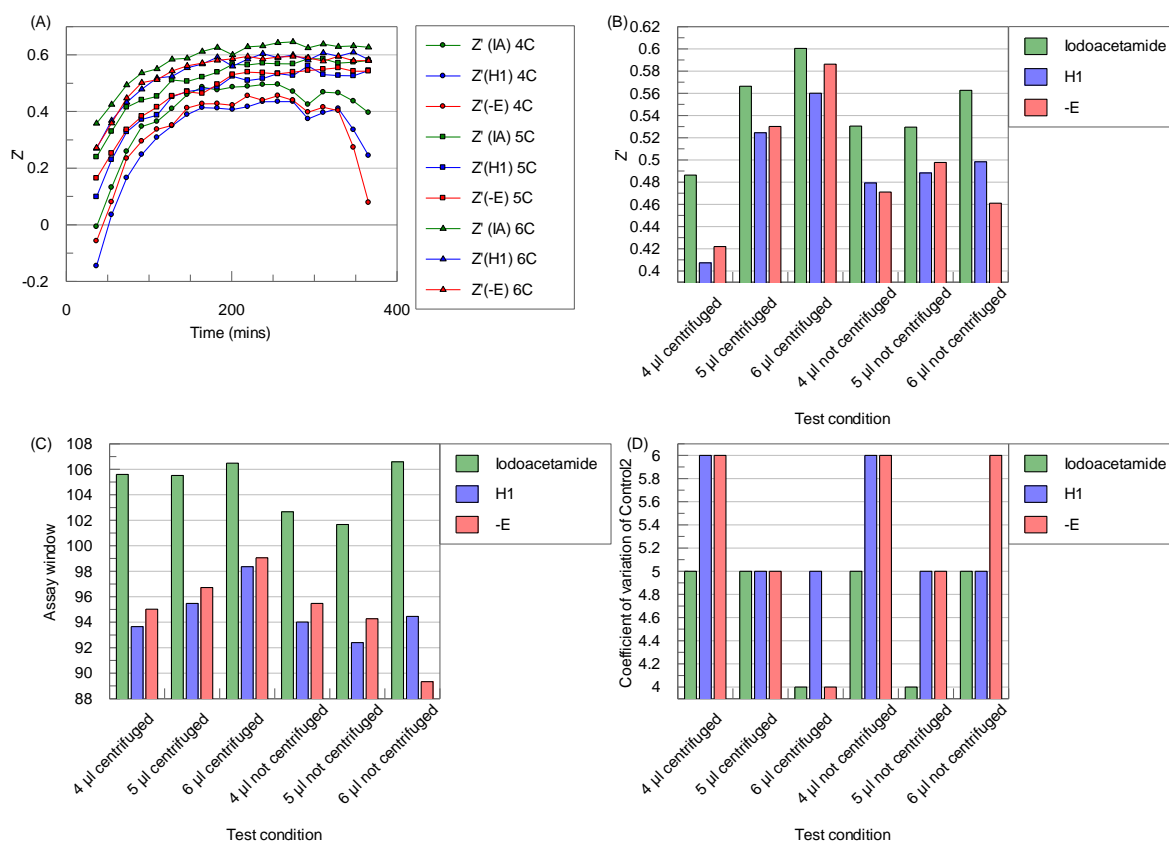 (A)
Z'
0.6
0.4
0.2
0
-0.2
0
200
400
Time (mins)
Z' (IA) 4C
Z'(H1) 4C
Z'(-E) 4C
Z' (IA) 5C
Z'(H1) 5C
Z'(-E) 5C
Z' (IA) 6C
Z'(H1) 6C
Z'(-E) 6C
(B)
Z'
0.62
0.6
0.58
0.56
0.54
0.52
0.5
0.48
0.46
0.44
0.42
0.4
4 µl centrifuged
5 µl centrifuged
6 µl centrifuged
4 µl not centrifuged
5 µl not centrifuged
6 µl not centrifuged
Test condition
Iodoacetamide
H1
-E
(C)
Assay window
108
106
104
102
100
98
96
94
92
90
88
4 µl centrifuged
5 µl centrifuged
6 µl centrifuged
4 µl not centrifuged
5 µl not centrifuged
6 µl not centrifuged
Test condition
Iodoacetamide
H1
-E
(D)
Coefficient of variation of Control2
6
5.8
5.6
5.4
5.2
5
4.8
4.6
4.4
4.2
4
4 µl centrifuged
5 µl centrifuged
6 µl centrifuged
4 µl not centrifuged
5 µl not centrifuged
6 µl not centrifuged
Test condition
Iodoacetamide
H1
-E